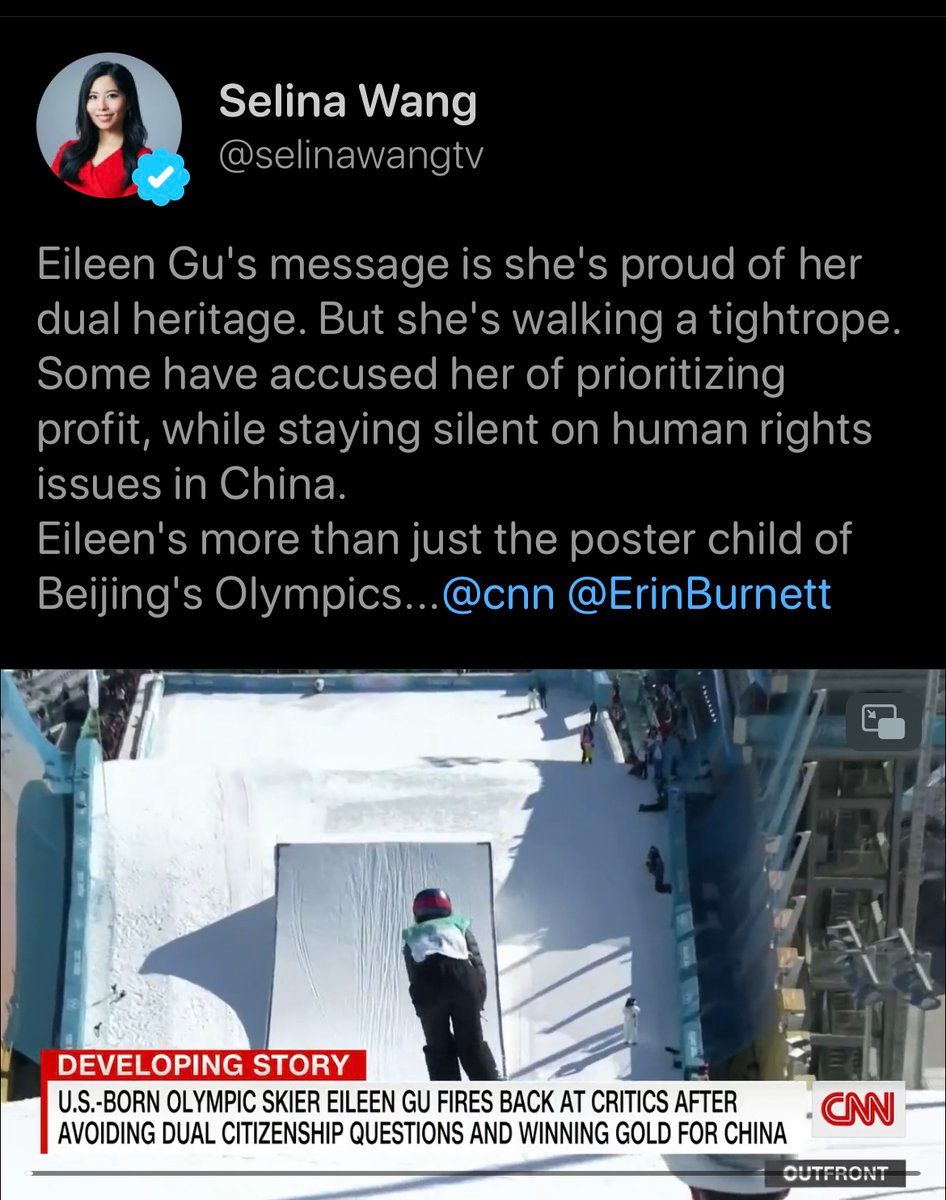 Selina Wang
@selinawangtv
Eileen Gu's message is she's proud of her
dual heritage. But she's walking a tightrope.
Some have accused her of prioritizing
profit, while staying silent on human rights
issues in China.
Eileen's more than just the poster child of
Beijing's Olympics...@cnn @ErinBurnett
DEVELOPING STORY
U.S.-BORN OLYMPIC SKIER EILEEN GU FIRES BACK AT CRITICS AFTER
AVOIDING DUAL CITIZENSHIP QUESTIONS AND WINNING GOLD FOR CHINA
CNN
OUTFRONT